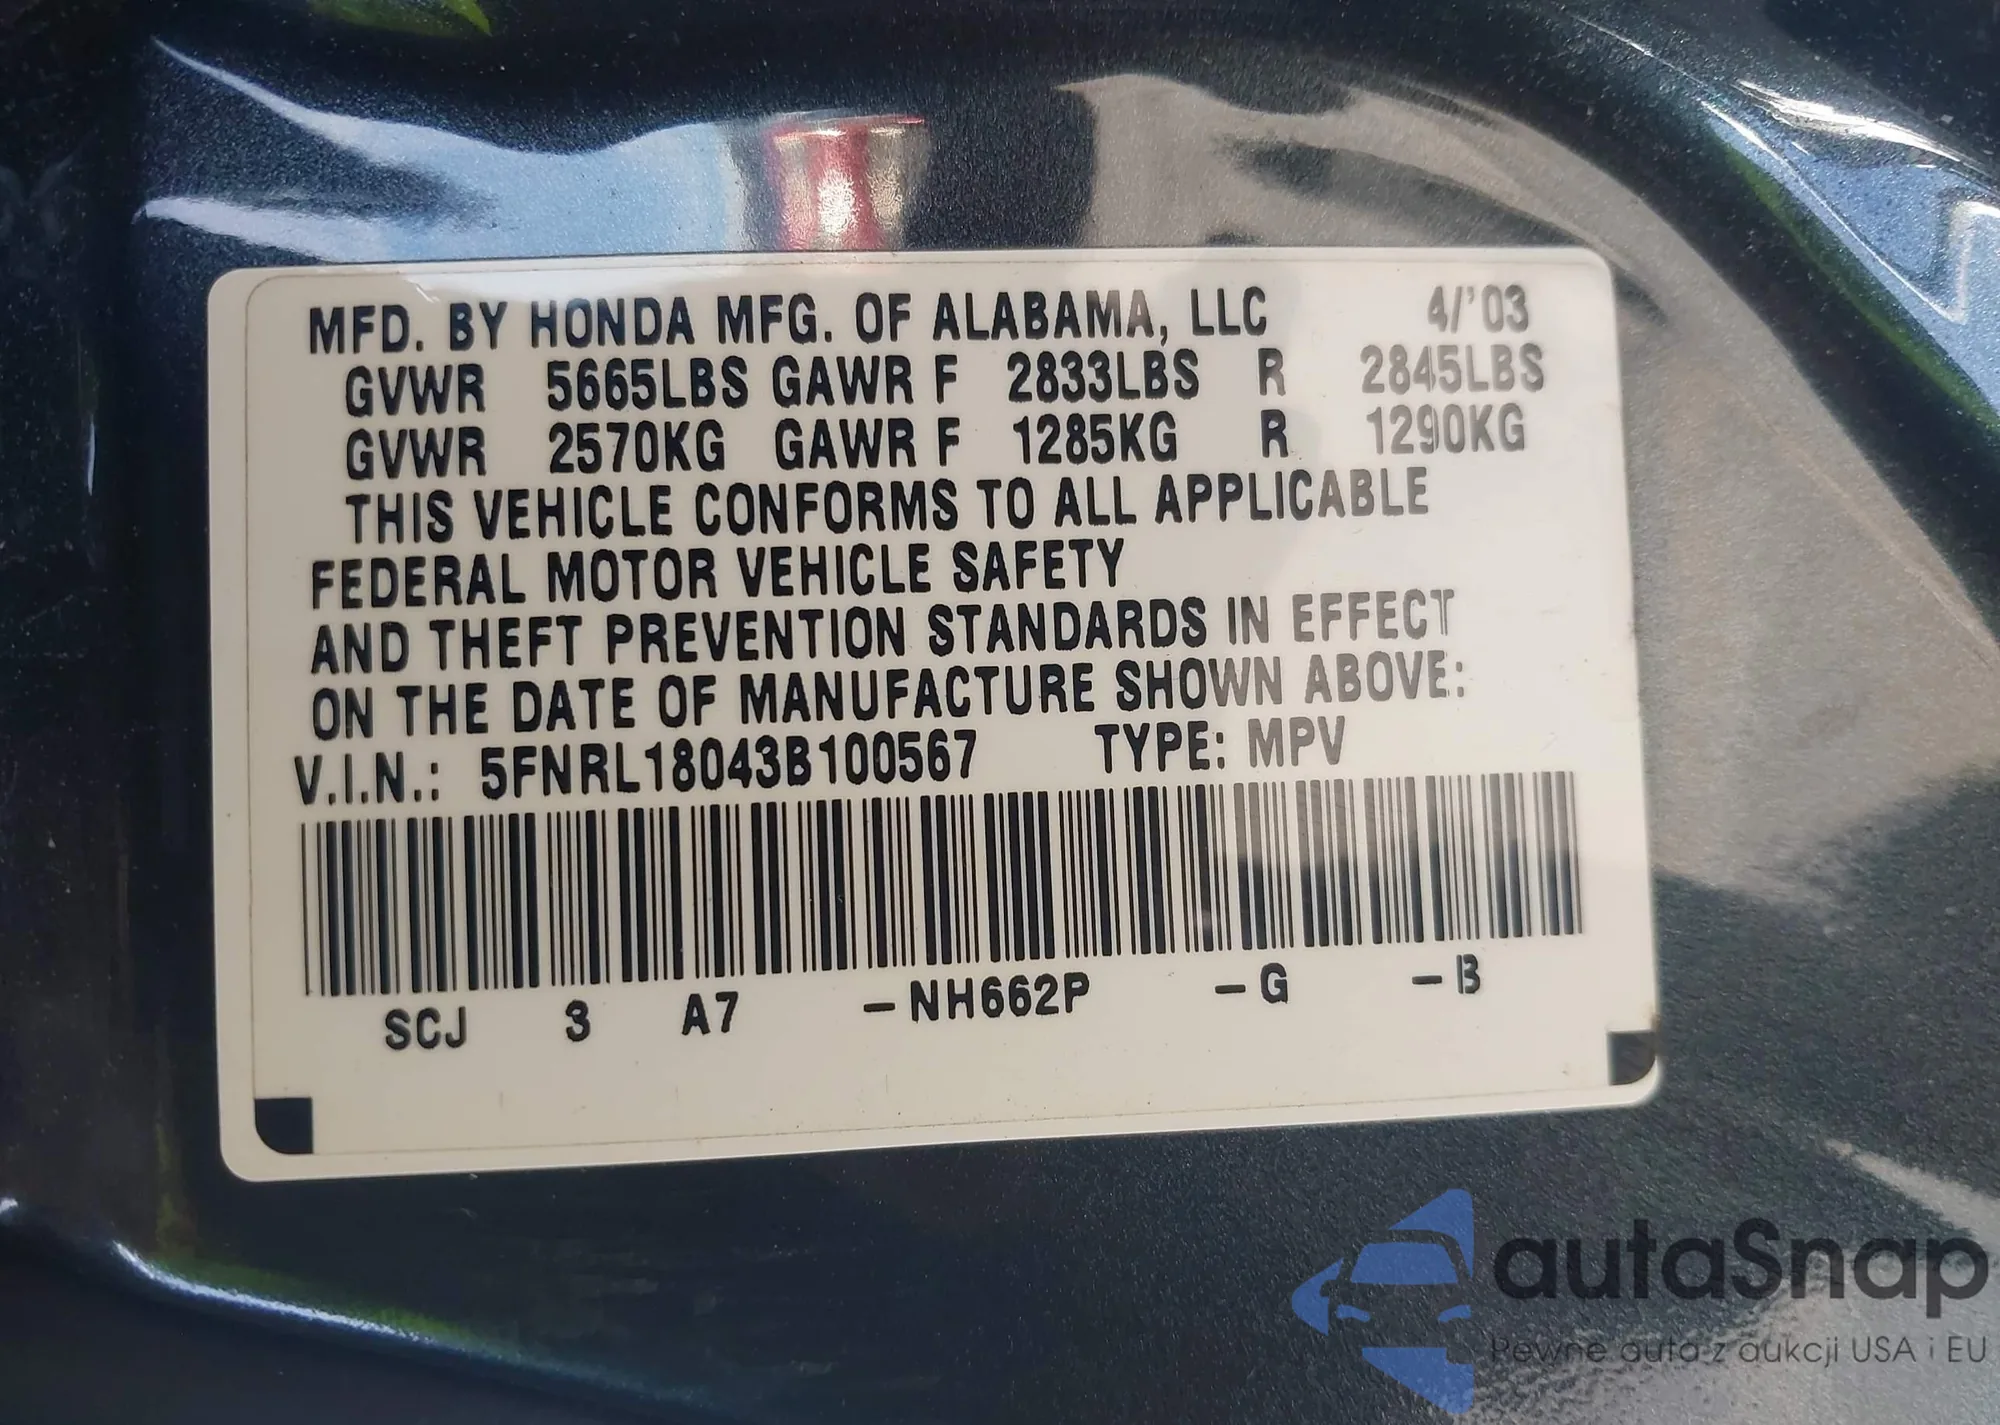 MFD. BY HONDA MFG. OF ALABAMA, LLC 4/'03
GVWR 5665LBS GAWR F 2833LBS R 2845LBS
GVWR 2570KG GAWR F 1285KG R 1290KG
THIS VEHICLE CONFORMS TO ALL APPLICABLE
FEDERAL MOTOR VEHICLE SAFETY
AND THEFT PREVENTION STANDARDS IN EFFECT
ON THE DATE OF MANUFACTURE SHOWN ABOVE:
V.I.N.: 5FNRL18043B100567 TYPE: MPV
SCJ 3 A7 -NH662P -G -B
autaSnap
Pewne auta z aukcji USA i EU